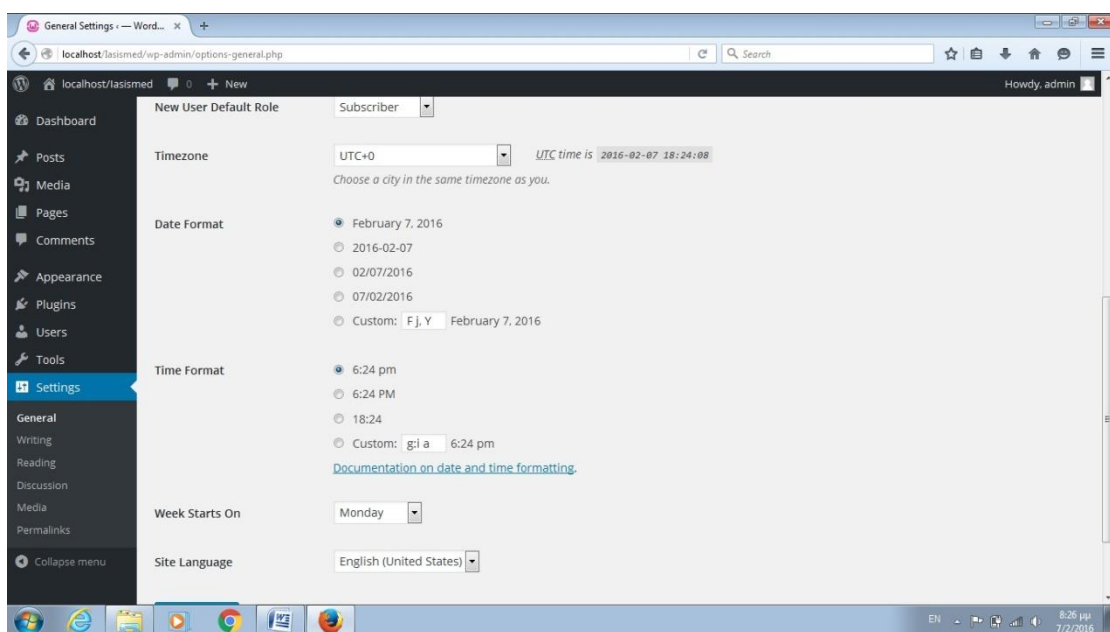 General Settings ‹ — Word...
localhost/lasismed/wp-admin/options-general.php
Search
localhost/lasismed 0 + New Howdy, admin
Dashboard
Posts
Media
Pages
Comments
Appearance
Plugins
Users
Tools
Settings
General
Writing
Reading
Discussion
Media
Permalinks
Collapse menu
New User Default Role Subscriber
Timezone UTC+0 UTC time is 2016-02-07 18:24:08
Choose a city in the same timezone as you.
Date Format February 7, 2016
2016-02-07
02/07/2016
07/02/2016
Custom: F j, Y February 7, 2016
Time Format 6:24 pm
6:24 PM
18:24
Custom: g:i a 6:24 pm
Documentation on date and time formatting.
Week Starts On Monday
Site Language English (United States)
EN 8:26 μμ
7/2/2016